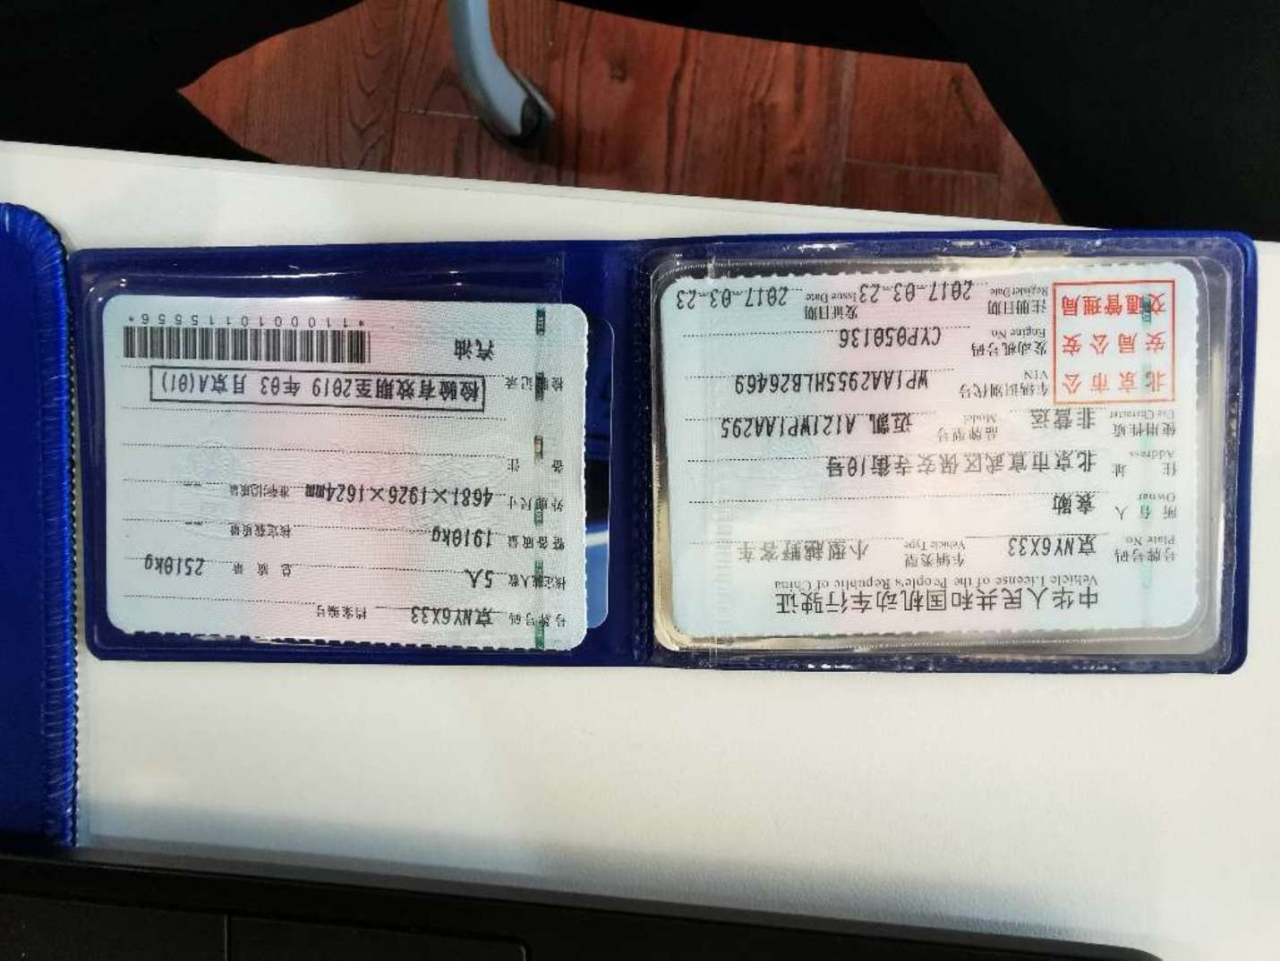 中华人民共和国机动车行驶证
Vehicle License of the People's Republic of China
号牌号码 京NY6X33 车辆类型 小型越野客车
Plate No. Vehicle Type
所有人
Owner
住址 北京市宣武区保安寺街10号
Address
使用性质 非营运 品牌型号 迈凯 A121WP1AA295
Use Character Model
北京市公
安局公安
交通管理局
车辆识别代号 WP1AA2955HLB26469
VIN
发动机号码 CYP050136
Engine No.
注册日期 2017-03-23 发证日期 2017-03-23
Register Date Issue Date
号牌号码 京NY6X33 档案编号
核定载人数 5人 总质量 2510kg
整备质量 1910kg 核定载质量
外廓尺寸 4681×1926×1624mm 准牵引总质量
备注
检验记录 检验有效期至2019年03月京A(01)
汽油
*1100010115556*